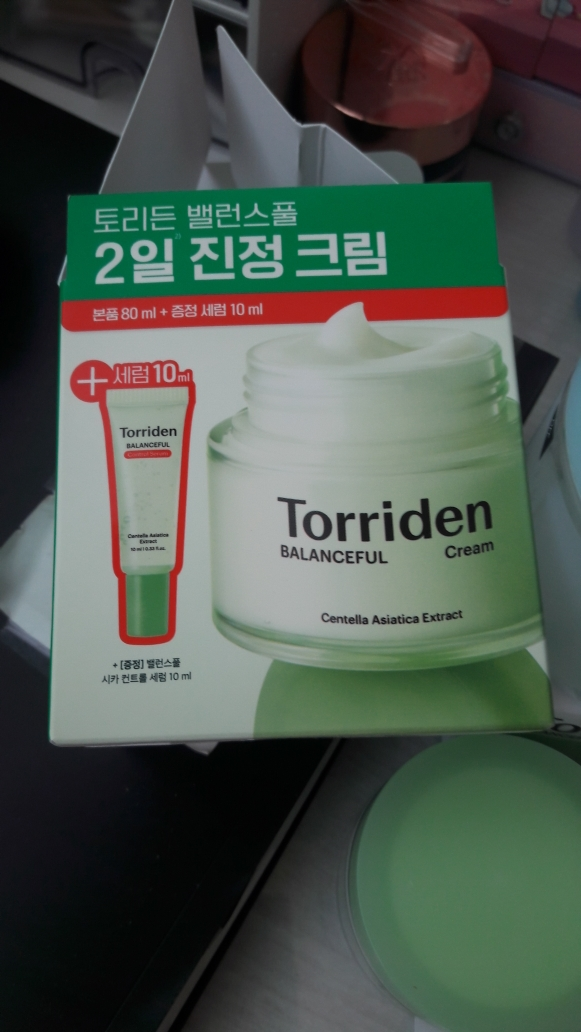 토리든 밸런스풀
2일 진정 크림
본품 80 ml + 증정 세럼 10 ml
+ 세럼 10 ml
Torriden
BALANCEFUL
Centella Asiatica
Extract
Torriden
BALANCEFUL Cream
Centella Asiatica Extract
+ [증정] 밸런스풀
시카 컨트롤 세럼 10 ml